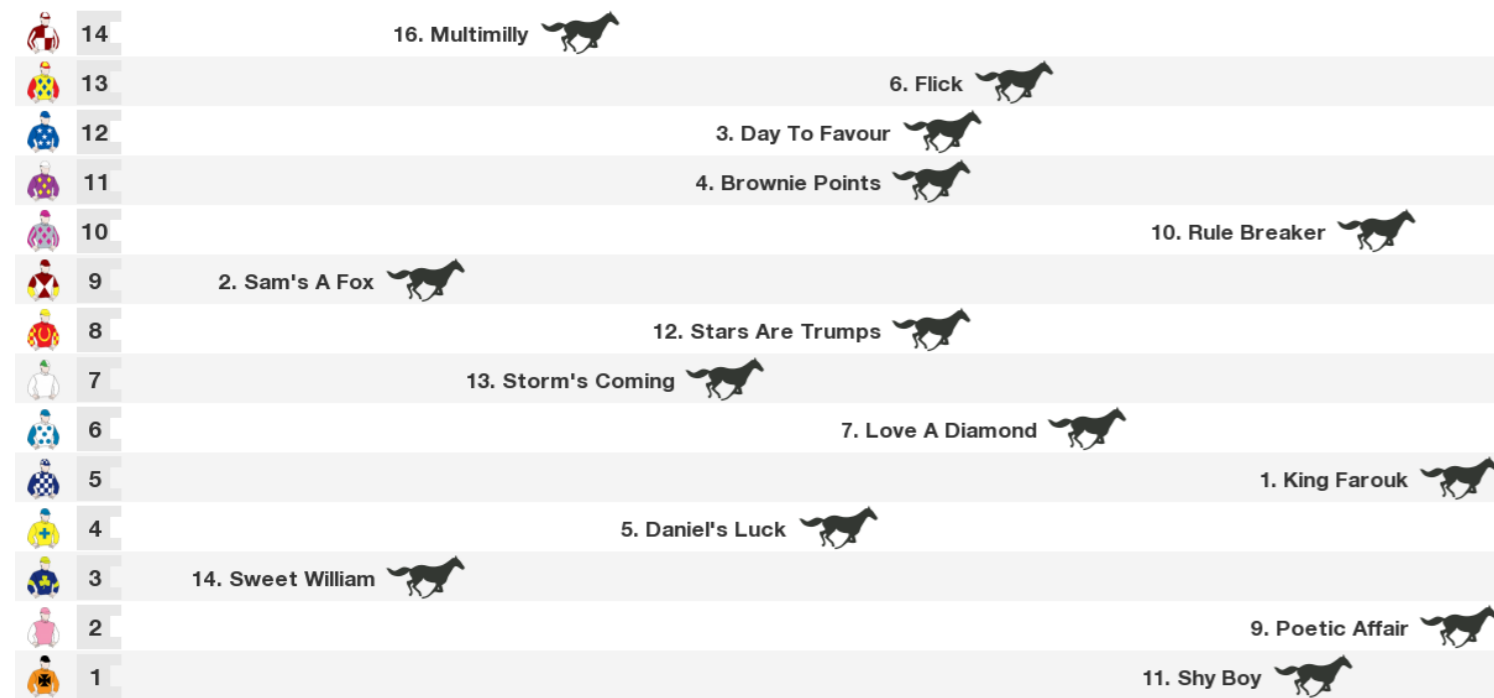 14 16. Multimilly
13 6. Flick
12 3. Day To Favour
11 4. Brownie Points
10 10. Rule Breaker
9 2. Sam's A Fox
8 12. Stars Are Trumps
7 13. Storm's Coming
6 7. Love A Diamond
5 1. King Farouk
4 5. Daniel's Luck
3 14. Sweet William
2 9. Poetic Affair
1 11. Shy Boy